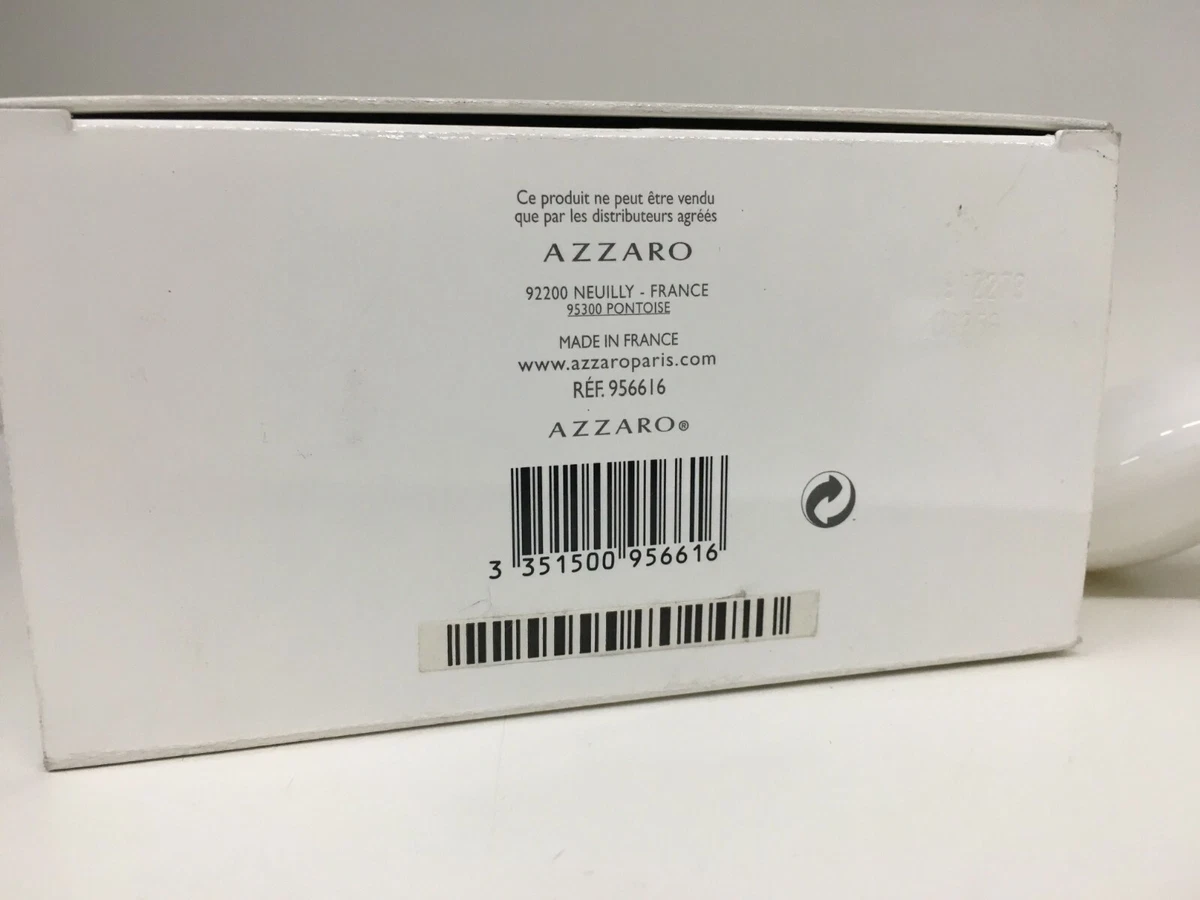 Ce produit ne peut être vendu
que par les distributeurs agréés
AZZARO
92200 NEUILLY - FRANCE
95300 PONTOISE
MADE IN FRANCE
www.azzaroparis.com
RÉF. 956616
AZZARO®
3 351500 956616